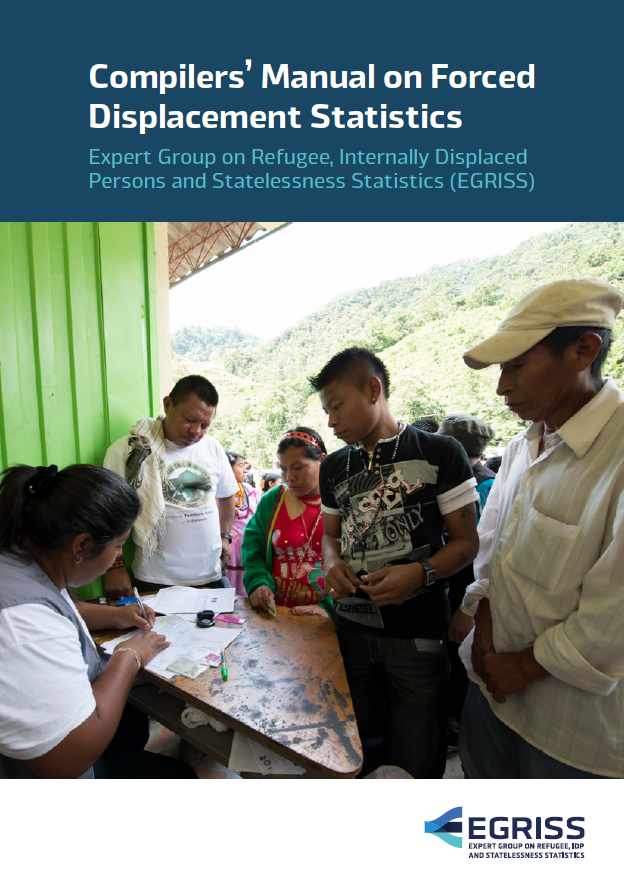 Compilers’ Manual on Forced
Displacement Statistics
Expert Group on Refugee, Internally Displaced
Persons and Statelessness Statistics (EGRISS)
ONLY
EGRISS
EXPERT GROUP ON REFUGEE, IDP
AND STATELESSNESS STATISTICS